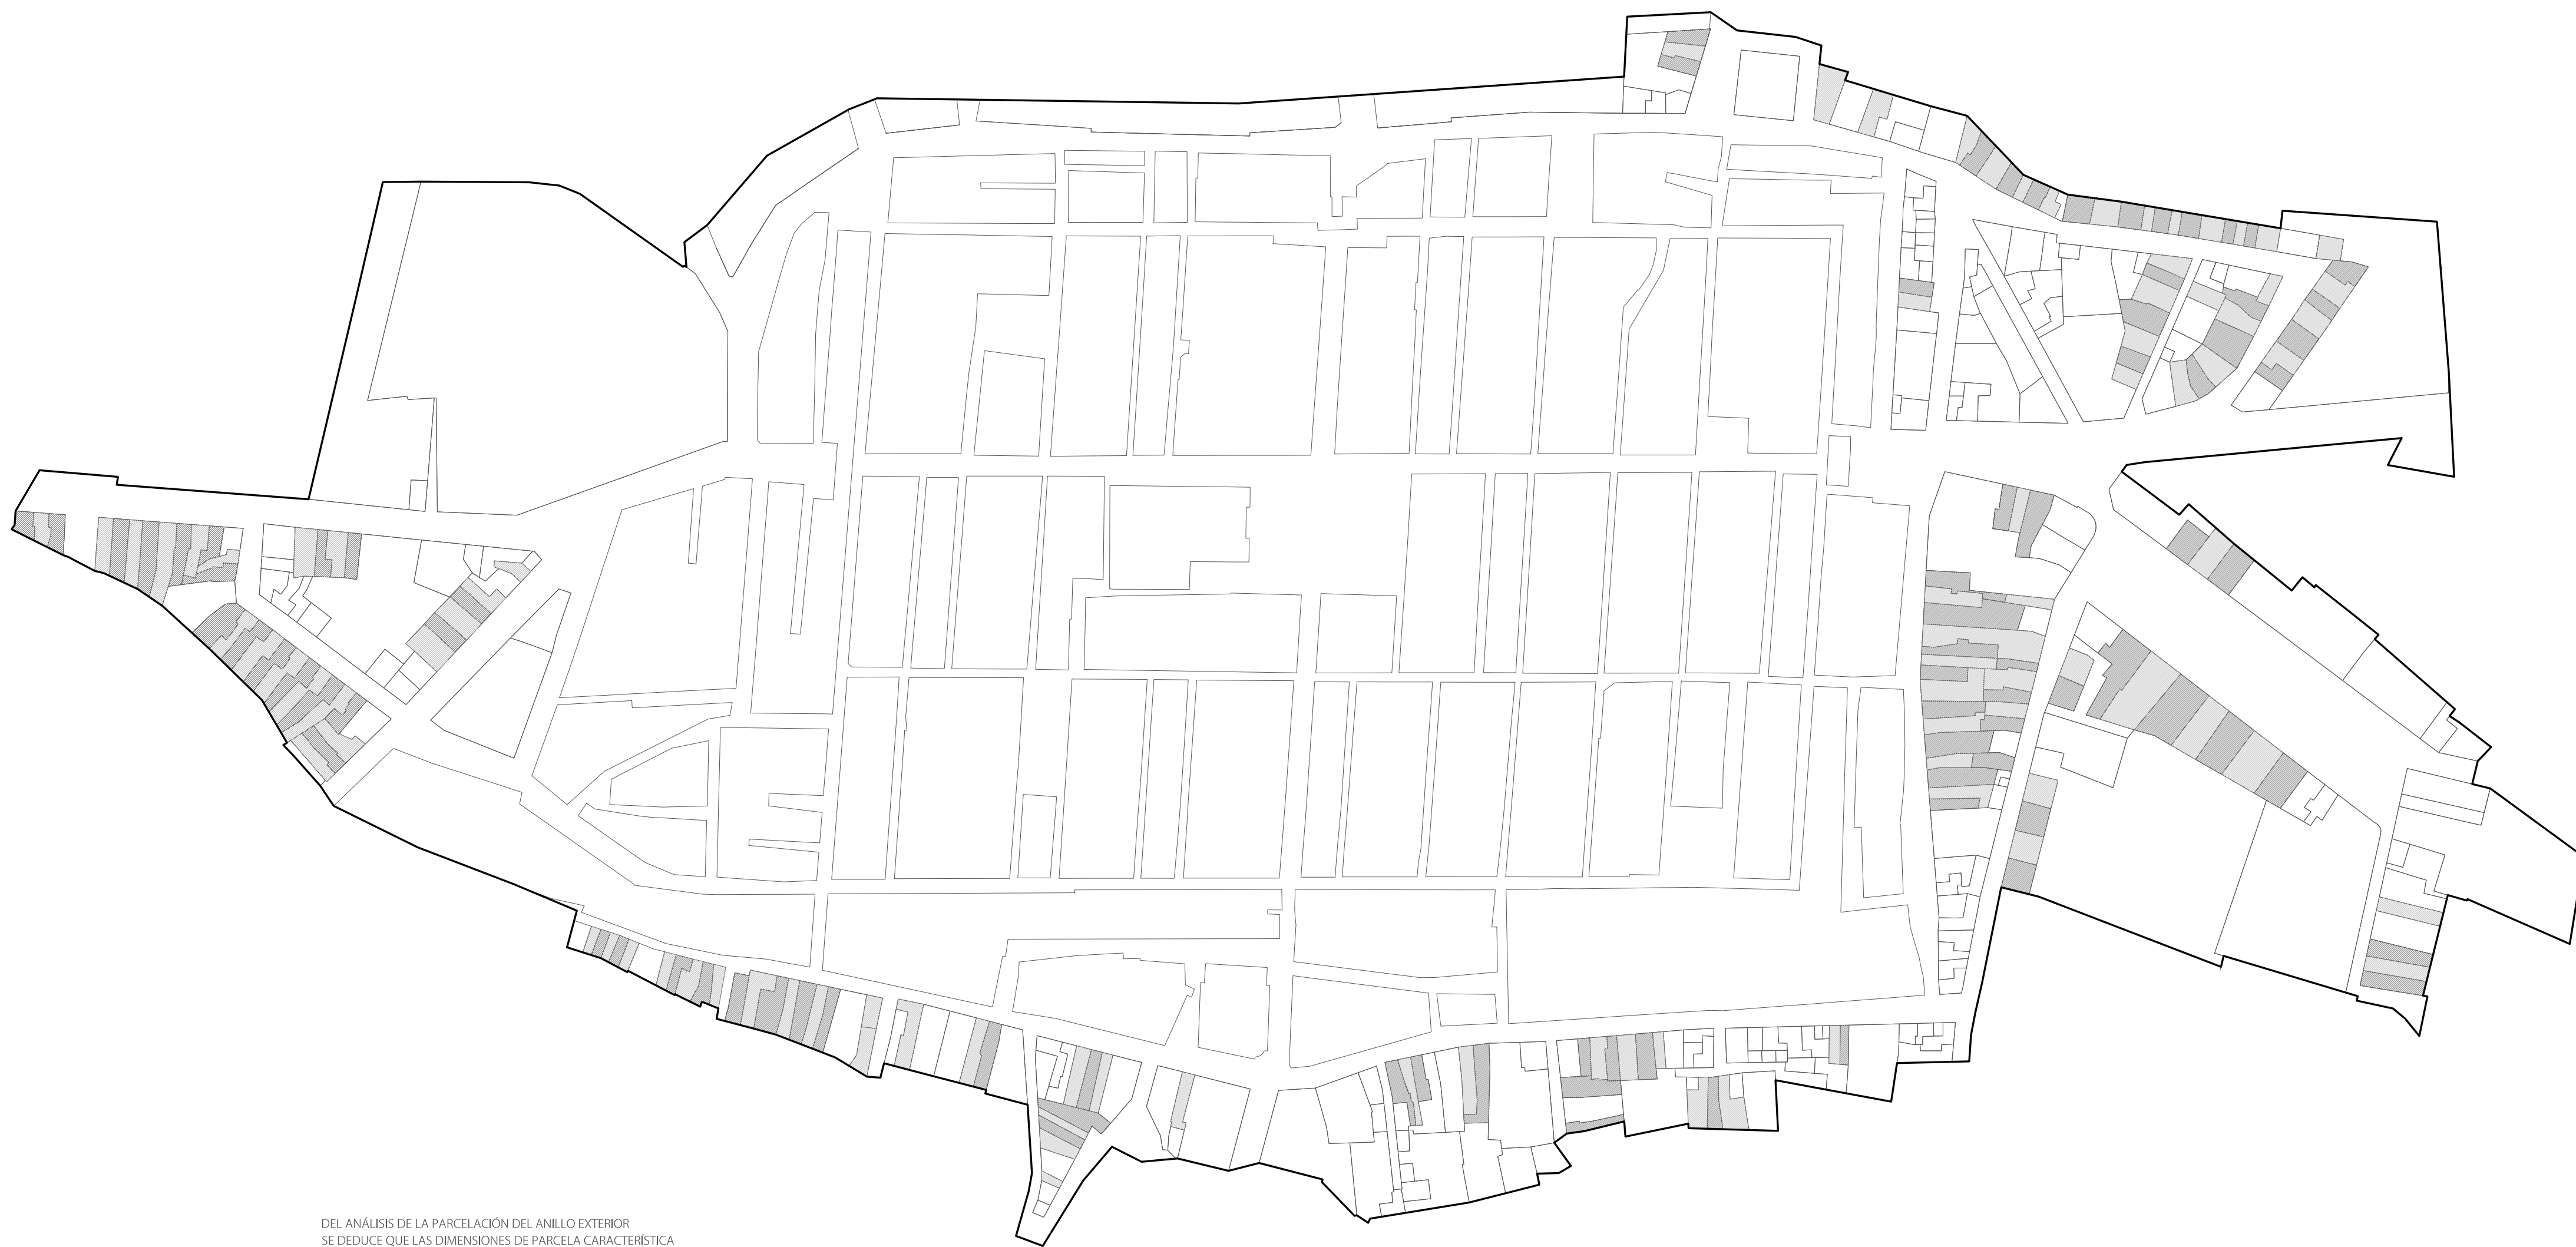 DEL ANÁLISIS DE LA PARCELACIÓN DEL ANILLO EXTERIOR
SE DEDUCE QUE LAS DIMENSIONES DE PARCELA CARACTERÍSTICA